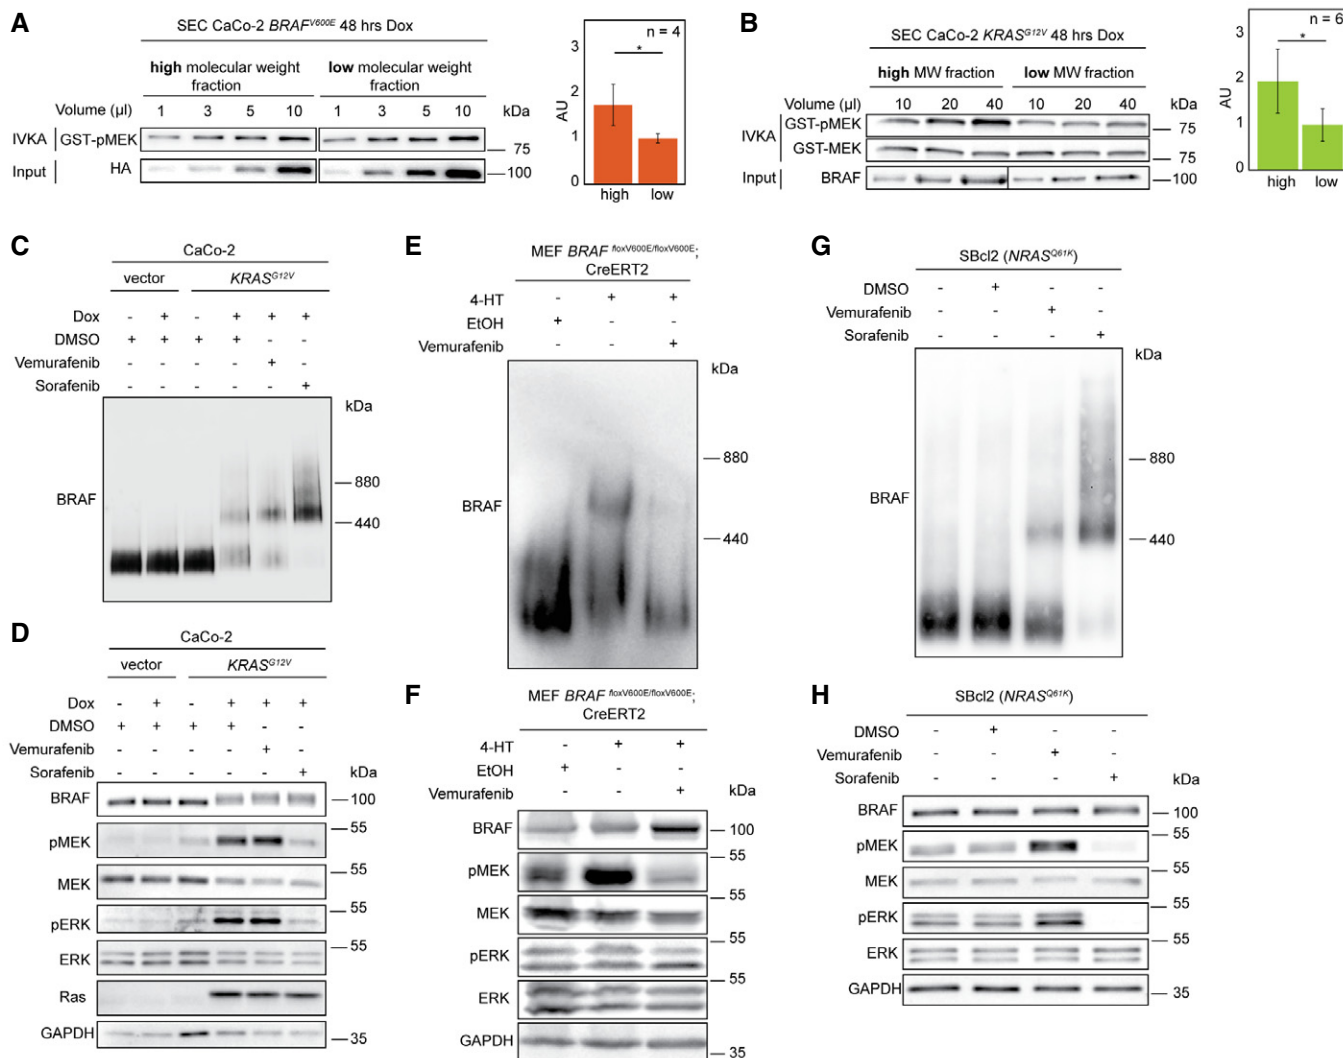 A
SEC CaCo-2 BRAFV600E 48 hrs Dox
high molecular weight fraction
low molecular weight fraction
Volume (µl) 1 3 5 10 1 3 5 10 kDa
IVKA GST-pMEK 75
Input HA 100
n = 4
*
AU
3
2
1
0
high low
B
SEC CaCo-2 KRASG12V 48 hrs Dox
high MW fraction low MW fraction
Volume (µl) 10 20 40 10 20 40 kDa
IVKA GST-pMEK 75
GST-MEK 75
Input BRAF 100
n = 6
*
AU
3
2
1
0
high low
C
CaCo-2
vector KRASG12V
Dox - + - + + +
DMSO + + + + - -
Vemurafenib - - - - + -
Sorafenib - - - - - +
kDa
BRAF
880
440
D
CaCo-2
vector KRASG12V
Dox - + - + + +
DMSO + + + + - -
Vemurafenib - - - - + -
Sorafenib - - - - - +
kDa
BRAF 100
pMEK 55
MEK 55
pERK 55
ERK 55
Ras
GAPDH 35
E
MEF BRAF floxV600E/floxV600E;
CreERT2
4-HT - + +
EtOH + - -
Vemurafenib - - +
kDa
BRAF
880
440
F
MEF BRAF floxV600E/floxV600E;
CreERT2
4-HT - + +
EtOH + - -
Vemurafenib - - +
kDa
BRAF 100
pMEK 55
MEK 55
pERK 55
ERK 55
GAPDH 35
G
SBcl2 (NRASQ61K)
DMSO - + - -
Vemurafenib - - + -
Sorafenib - - - +
kDa
BRAF
880
440
H
SBcl2 (NRASQ61K)
DMSO - + - -
Vemurafenib - - + -
Sorafenib - - - +
kDa
BRAF 100
pMEK 55
MEK 55
pERK 55
ERK
GAPDH 35